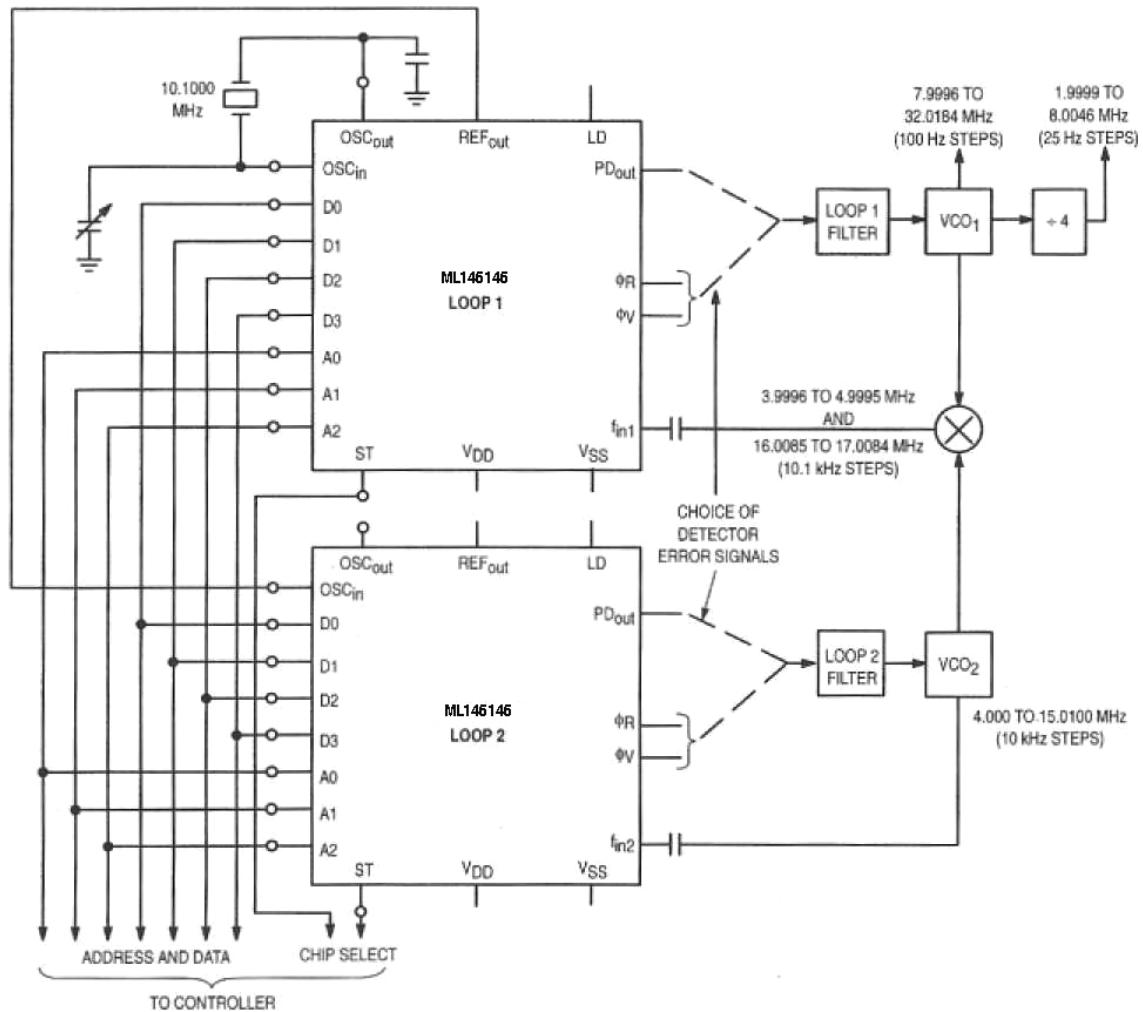 10.1000
MHz
OSCout
REFout
LD
OSCin
D0
D1
D2
D3
A0
A1
A2
ML146146
LOOP 1
PDout
ϕR
ϕV
fin1
ST
VDD
VSS
LOOP 1
FILTER
VCO1
÷ 4
7.9996 TO
32.0184 MHz
(100 Hz STEPS)
1.9999 TO
8.0046 MHz
(25 Hz STEPS)
3.9996 TO 4.9995 MHz
AND
16.0085 TO 17.0084 MHz
(10.1 kHz STEPS)
CHOICE OF
DETECTOR
ERROR SIGNALS
OSCout
REFout
LD
OSCin
D0
D1
D2
D3
A0
A1
A2
ML146146
LOOP 2
PDout
ϕR
ϕV
fin2
ST
VDD
VSS
LOOP 2
FILTER
VCO2
4.000 TO 15.0100 MHz
(10 kHz STEPS)
ADDRESS AND DATA
CHIP SELECT
TO CONTROLLER